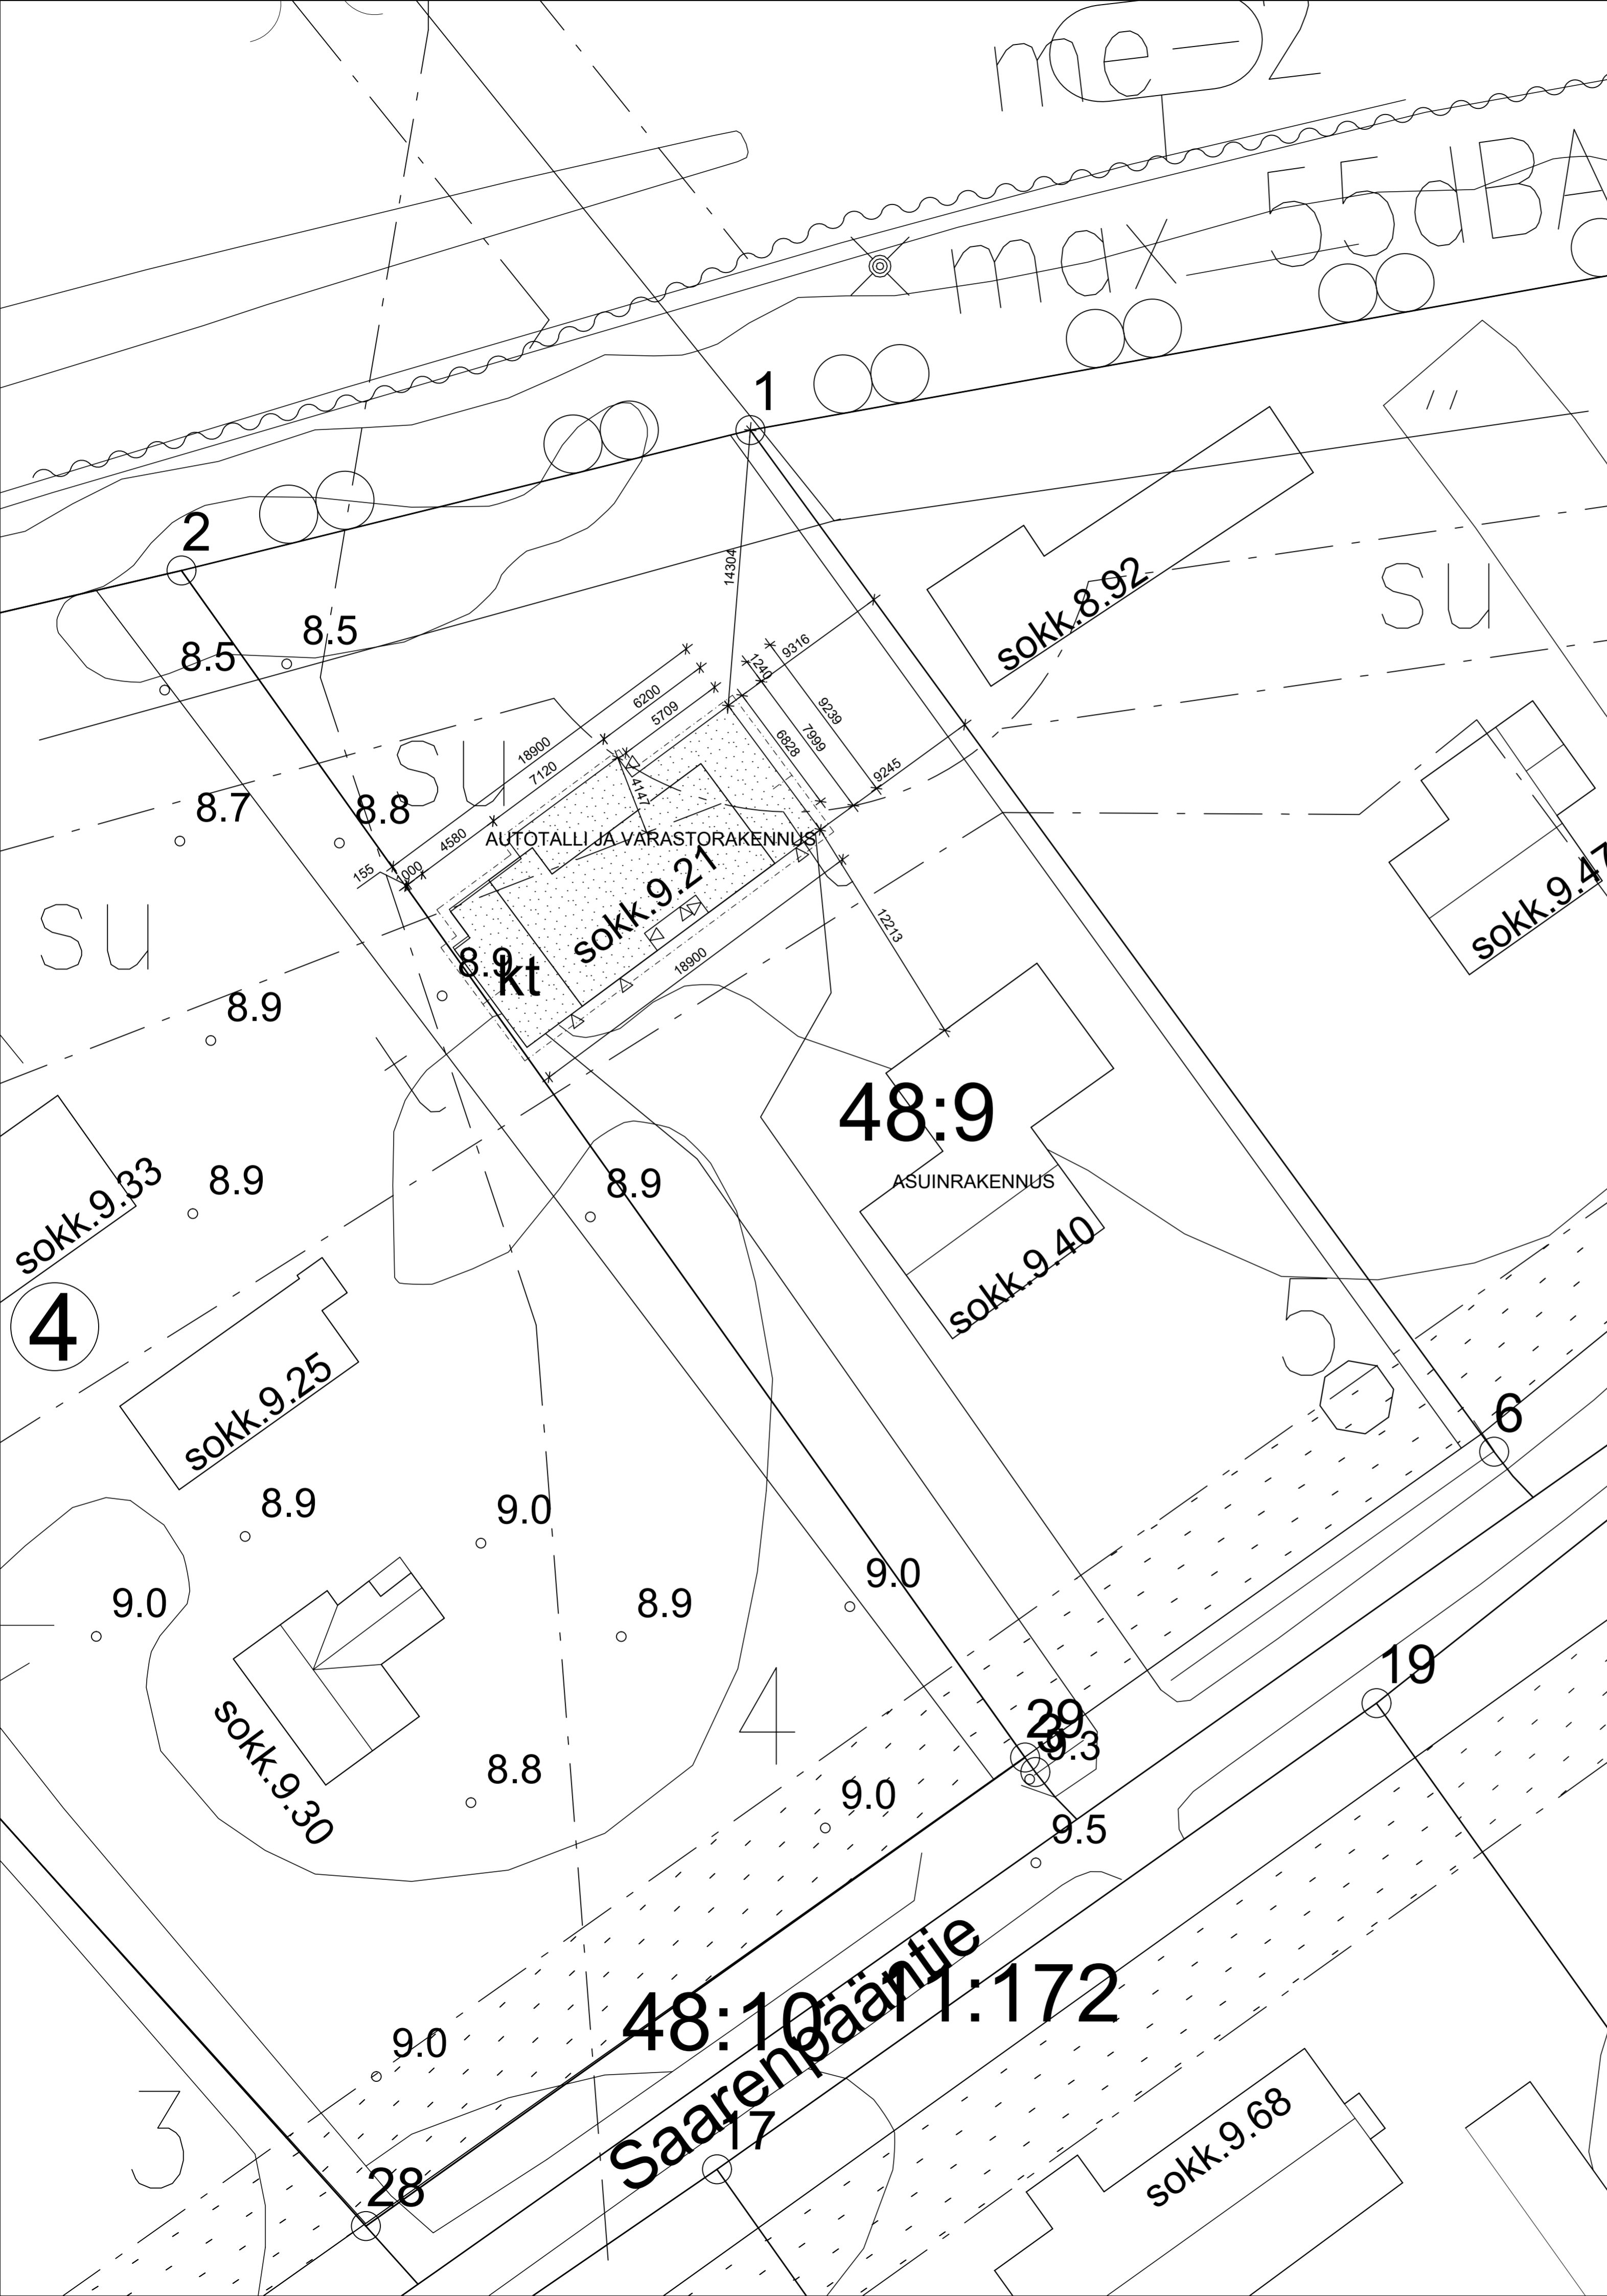 me-2
max 55dBA
1
2
14304
8.5
8.5
sokk.8.92
su
9316
1240
6200
5709
9239
7999
6828
18900
7120
su
4147
9245
8.7
8.8
4580
155
1000
AUTOTALLI JA VARASTORAKENNUS
sokk.9.21
sokk.9.47
su
12213
18900
8.9
kt
8.9
48:9
ASUINRAKENNUS
sokk.9.33
8.9
8.9
sokk.9.40
4
5
sokk.9.25
6
8.9
9.0
9.0
9.0
8.9
19
sokk.9.30
4
29
3
9.3
8.8
9.0
9.5
Saarenpääntie
48:10
11:172
9.0
3
17
sokk.9.68
28